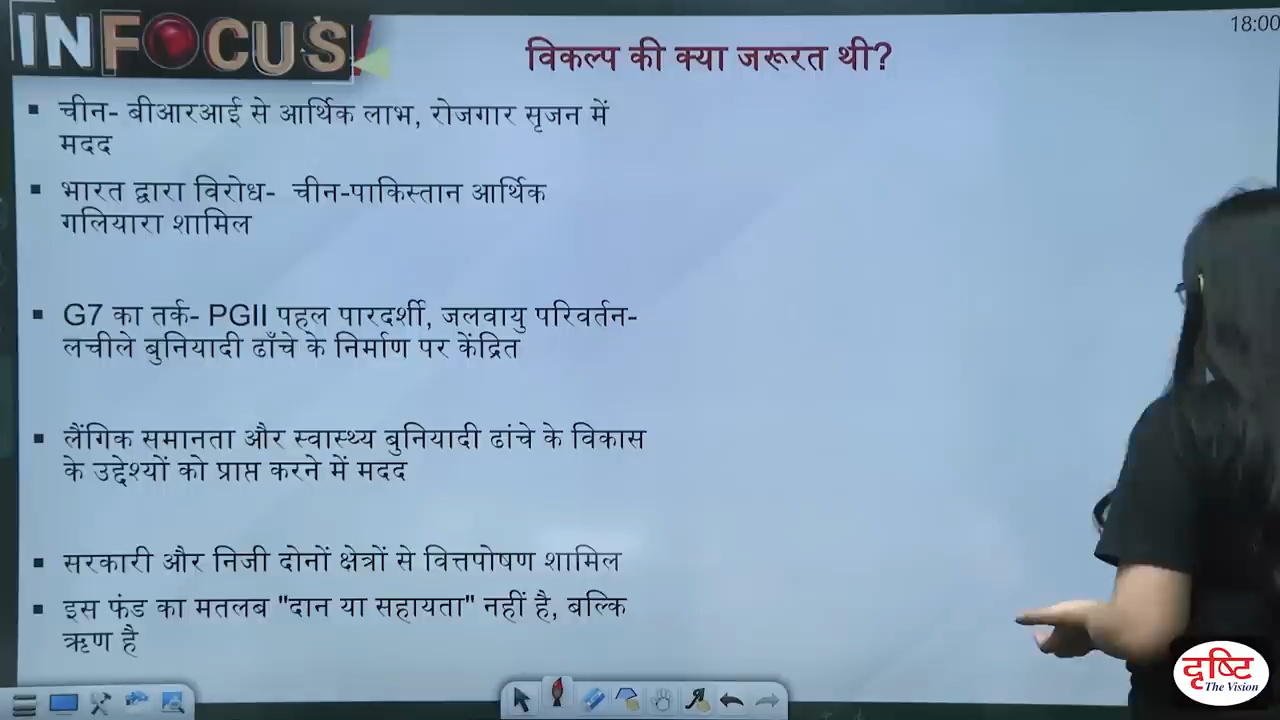 INFOCUS!
18:00
विकल्प की क्या जरूरत थी?
▪ चीन- बीआरआई से आर्थिक लाभ, रोजगार सृजन में
मदद
▪ भारत द्वारा विरोध- चीन-पाकिस्तान आर्थिक
गलियारा शामिल
▪ G7 का तर्क- PGII पहल पारदर्शी, जलवायु परिवर्तन-
लचीले बुनियादी ढाँचे के निर्माण पर केंद्रित
▪ लैंगिक समानता और स्वास्थ्य बुनियादी ढांचे के विकास
के उद्देश्यों को प्राप्त करने में मदद
▪ सरकारी और निजी दोनों क्षेत्रों से वित्तपोषण शामिल
▪ इस फंड का मतलब "दान या सहायता" नहीं है, बल्कि
ऋण है
दृष्टि
The Vision